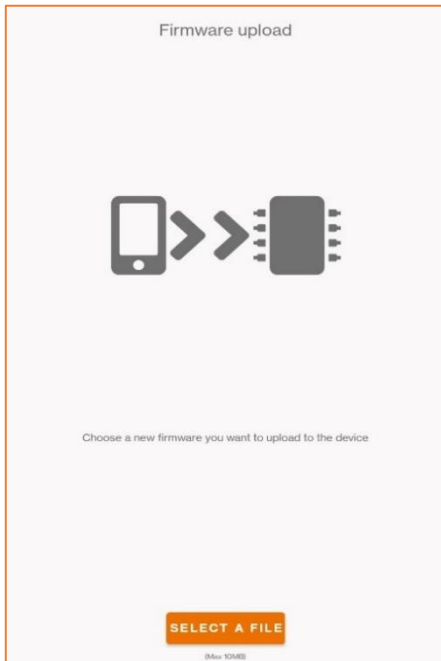 Firmware upload
Choose a new firmware you want to upload to the device
SELECT A FILE
(Max 10MB)